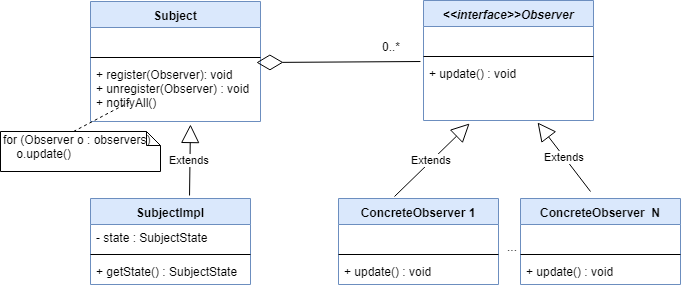 Subject
<<interface>>Observer
0..*
+ register(Observer): void
+ unregister(Observer) : void
+ notifyAll()
+ update() : void
for (Observer o : observers)
o.update()
Extends
Extends
Extends
SubjectImpl
ConcreteObserver 1
ConcreteObserver N
- state : SubjectState
...
+ getState() : SubjectState
+ update() : void
+ update() : void